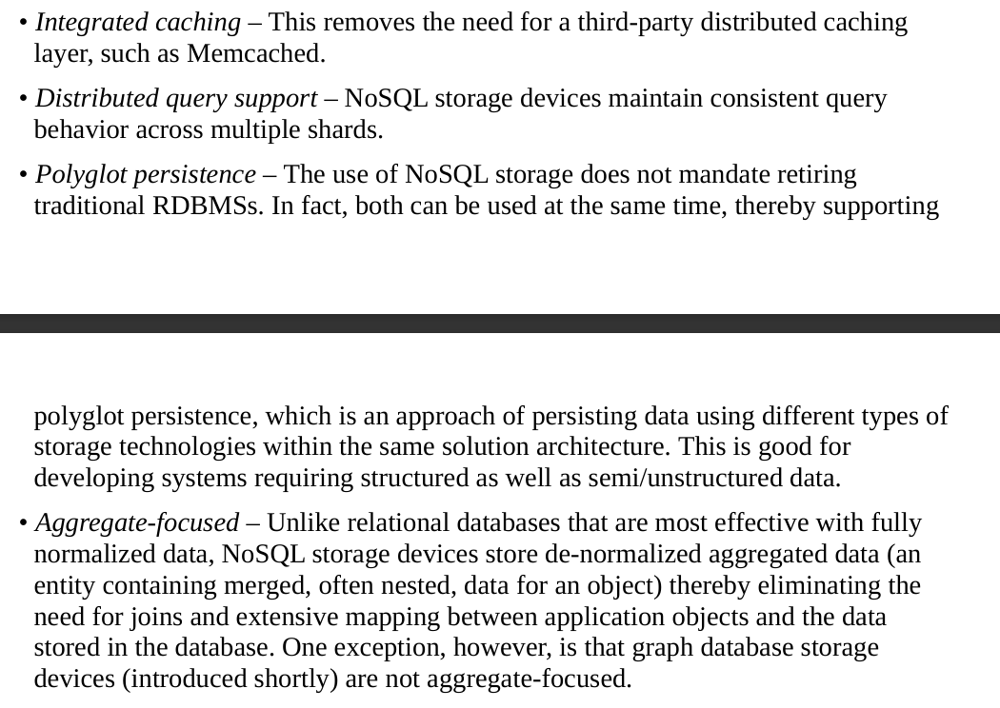 • Integrated caching – This removes the need for a third-party distributed caching
layer, such as Memcached.
• Distributed query support – NoSQL storage devices maintain consistent query
behavior across multiple shards.
• Polyglot persistence – The use of NoSQL storage does not mandate retiring
traditional RDBMSs. In fact, both can be used at the same time, thereby supporting
polyglot persistence, which is an approach of persisting data using different types of
storage technologies within the same solution architecture. This is good for
developing systems requiring structured as well as semi/unstructured data.
• Aggregate-focused – Unlike relational databases that are most effective with fully
normalized data, NoSQL storage devices store de-normalized aggregated data (an
entity containing merged, often nested, data for an object) thereby eliminating the
need for joins and extensive mapping between application objects and the data
stored in the database. One exception, however, is that graph database storage
devices (introduced shortly) are not aggregate-focused.